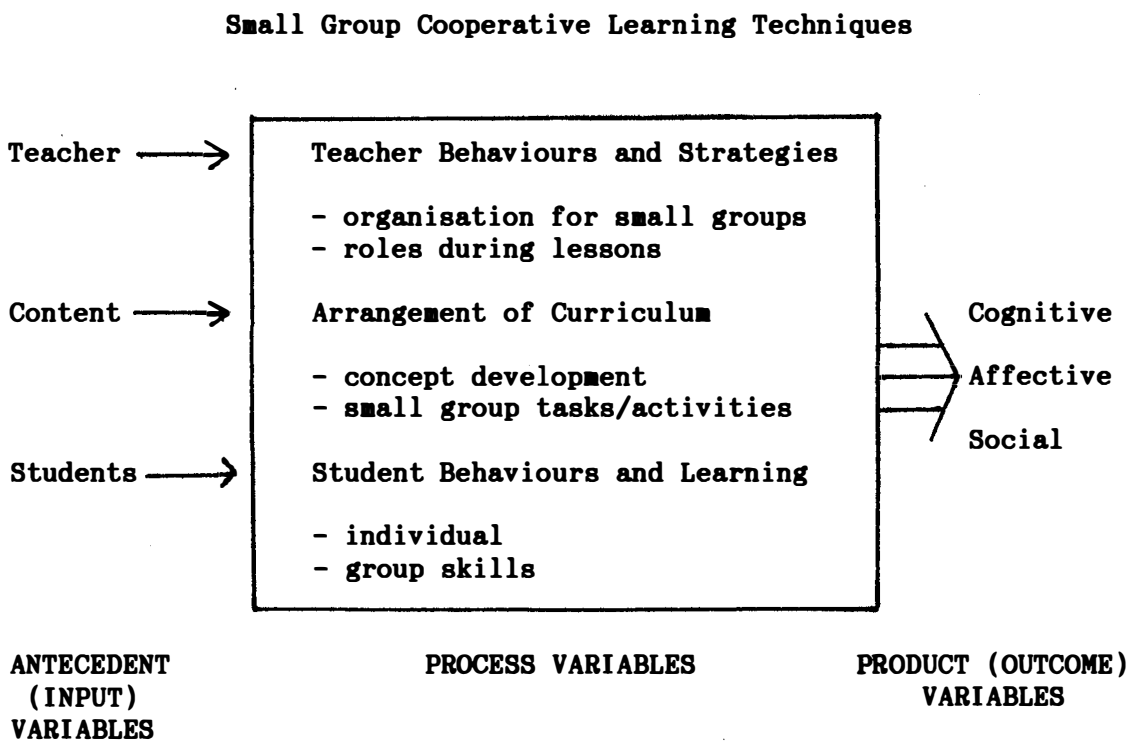 Small Group Cooperative Learning Techniques
Teacher
Teacher Behaviours and Strategies
- organisation for small groups
- roles during lessons
Content
Arrangement of Curriculum
Cognitive
- concept development
Affective
- small group tasks/activities
Social
Students
Student Behaviours and Learning
- individual
- group skills
ANTECEDENT
(INPUT)
VARIABLES
PROCESS VARIABLES
PRODUCT (OUTCOME)
VARIABLES